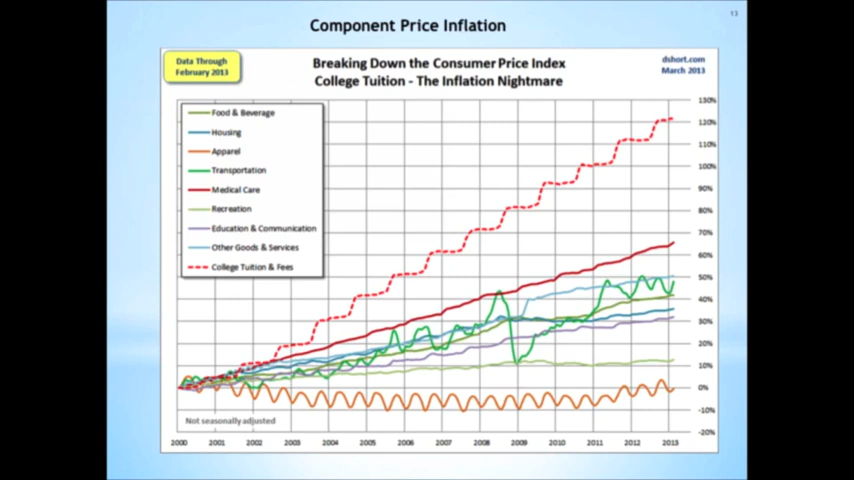 13
Component Price Inflation
Data Through
February 2013
Breaking Down the Consumer Price Index
College Tuition - The Inflation Nightmare
dshort.com
March 2013
Food & Beverage
Housing
Apparel
Transportation
Medical Care
Recreation
Education & Communication
Other Goods & Services
College Tuition & Fees
130%
120%
110%
100%
90%
80%
70%
60%
50%
40%
30%
20%
10%
0%
-10%
-20%
Not seasonally adjusted
2000 2001 2002 2003 2004 2005 2006 2007 2008 2009 2010 2011 2012 2013